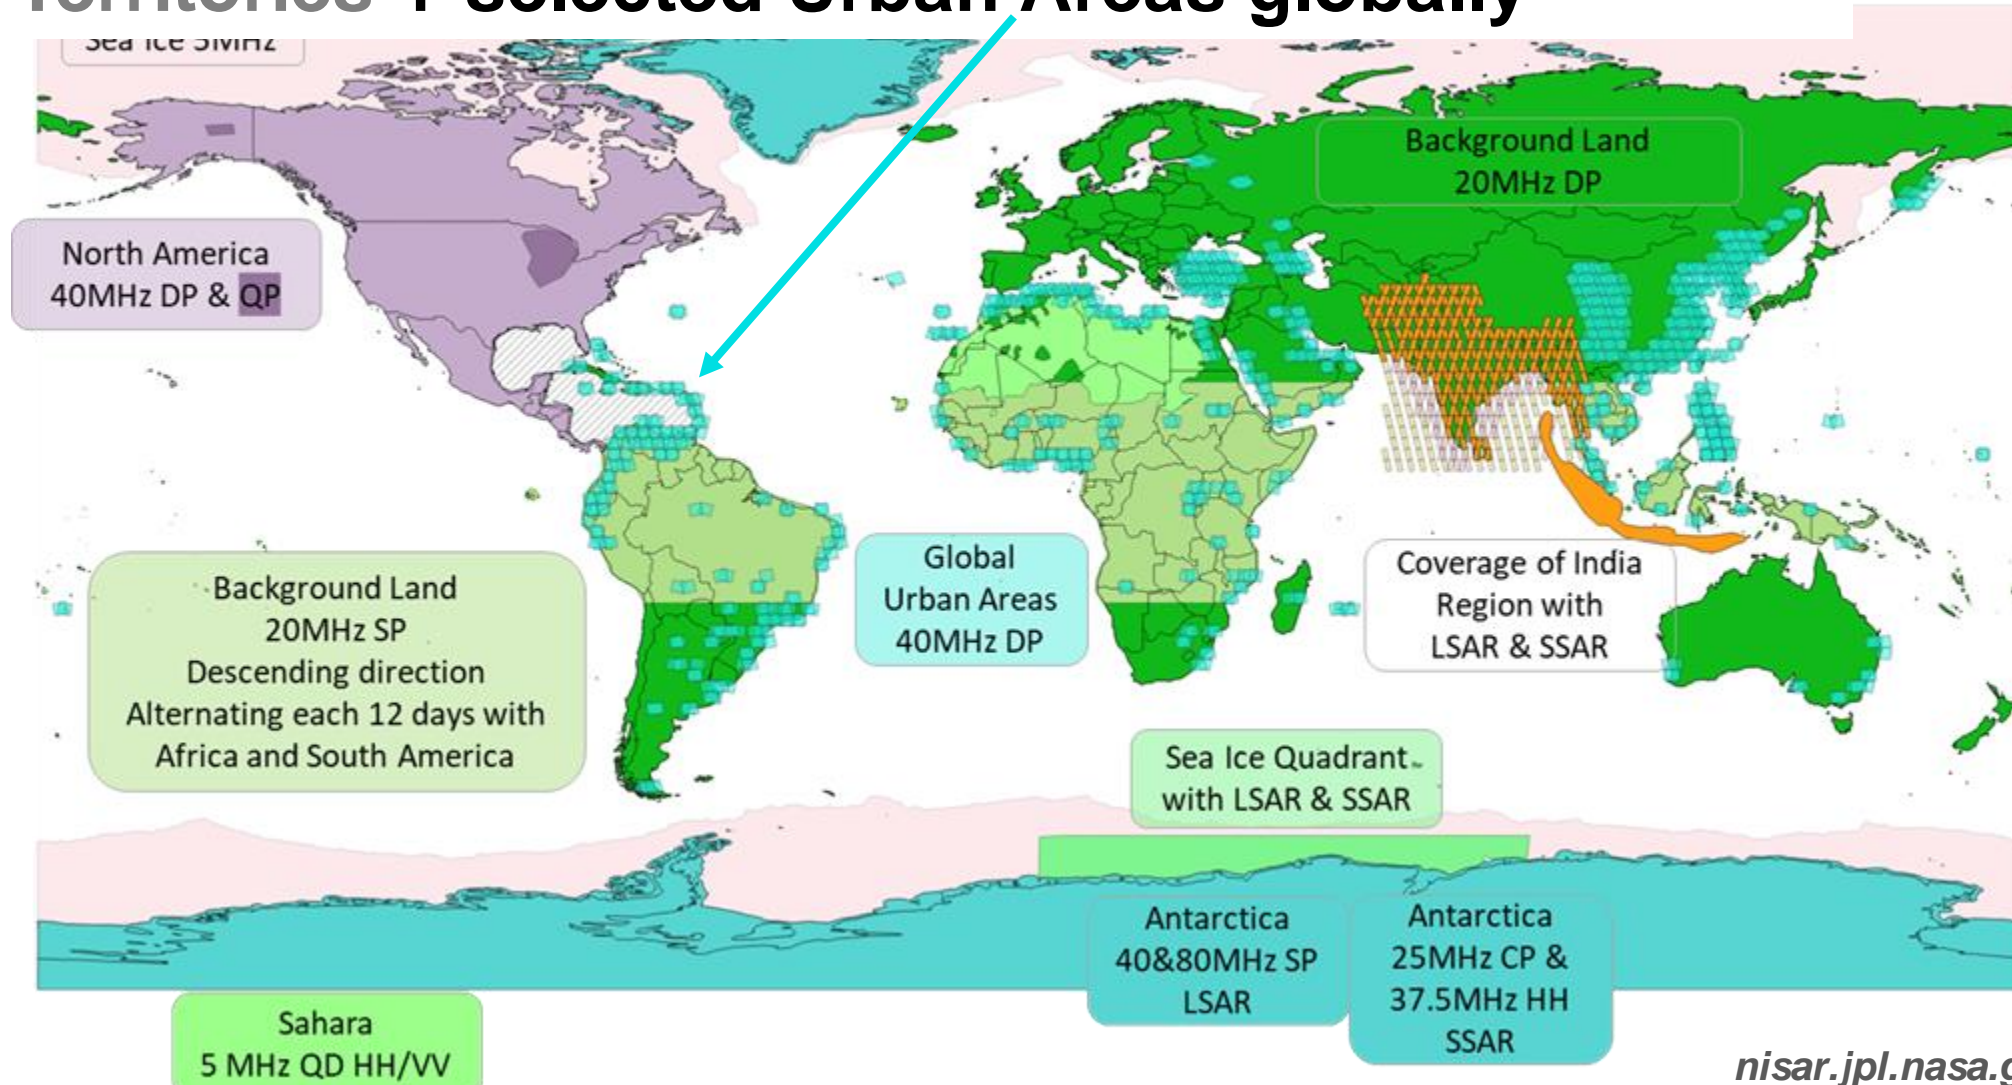 Territories + selected Urban Areas globally
Sea Ice 5MHz
Background Land
20MHz DP
North America
40MHz DP & QP
Background Land
20MHz SP
Descending direction
Alternating each 12 days with
Africa and South America
Global
Urban Areas
40MHz DP
Coverage of India
Region with
LSAR & SSAR
Sea Ice Quadrant
with LSAR & SSAR
Antarctica
40&80MHz SP
LSAR
Antarctica
25MHz CP &
37.5MHz HH
SSAR
Sahara
5 MHz QD HH/VV
nisar.jpl.nasa.g